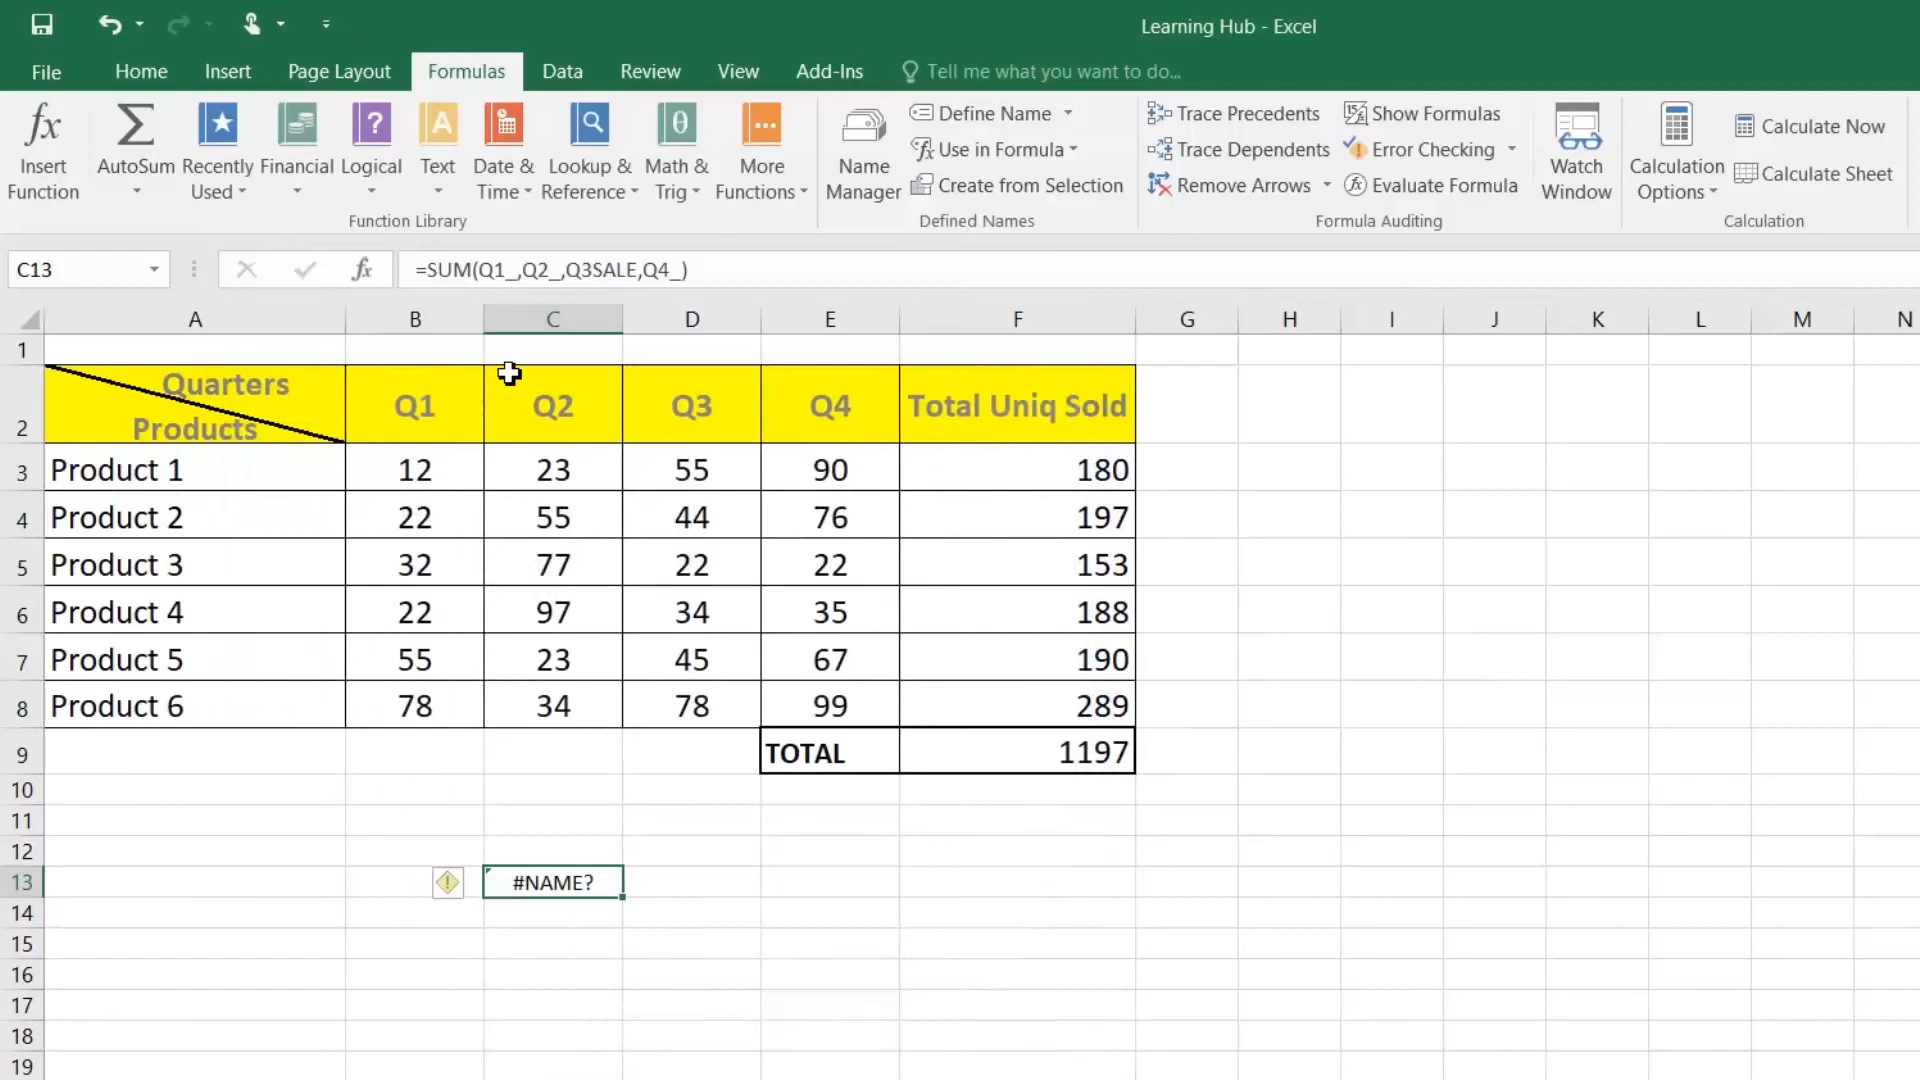 Learning Hub - Excel
File Home Insert Page Layout Formulas Data Review View Add-Ins Tell me what you want to do...
fx Σ ★ ? A θ
Insert Function
AutoSum
Recently Used
Financial
Logical
Text
Date & Time
Lookup & Reference
Math & Trig
More Functions
Function Library
Name Manager
Define Name
Use in Formula
Create from Selection
Defined Names
Trace Precedents
Trace Dependents
Remove Arrows
Show Formulas
Error Checking
Evaluate Formula
Formula Auditing
Watch Window
Calculation Options
Calculate Now
Calculate Sheet
Calculation
C13 fx =SUM(Q1_,Q2_,Q3SALE,Q4_)
A B C D E F G H I J K L M N
1
2 Quarters Products Q1 Q2 Q3 Q4 Total Uniq Sold
3 Product 1 12 23 55 90 180
4 Product 2 22 55 44 76 197
5 Product 3 32 77 22 22 153
6 Product 4 22 97 34 35 188
7 Product 5 55 23 45 67 190
8 Product 6 78 34 78 99 289
9 TOTAL 1197
10
11
12
13 #NAME?
14
15
16
17
18
19